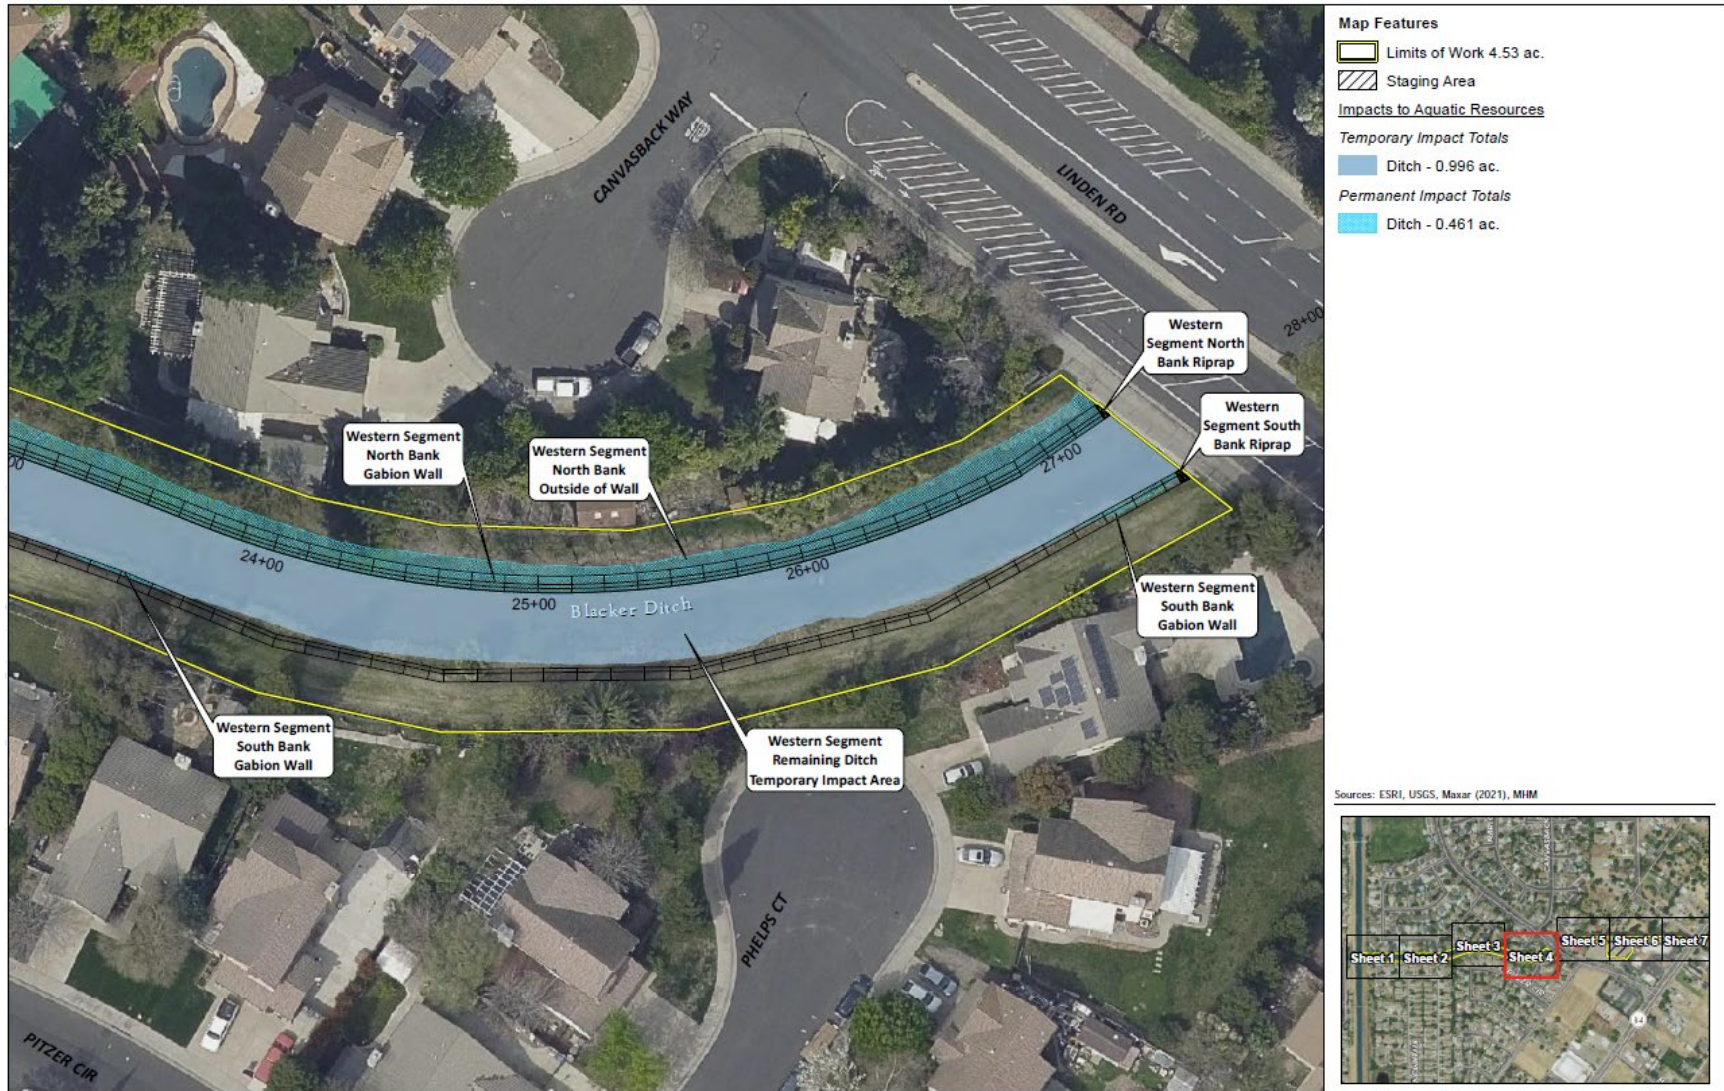 CANVASBACK WAY
LINDEN RD
28+00
Western
Segment North
Bank Riprap
Western
Segment South
Bank Riprap
Western Segment
North Bank
Gabion Wall
Western Segment
North Bank
Outside of Wall
27+00
24+00
26+00
25+00
Blacker Ditch
Western Segment
South Bank
Gabion Wall
Western Segment
South Bank
Gabion Wall
Western Segment
Remaining Ditch
Temporary Impact Area
PHELPS CT
PITZER CIR
Map Features
Limits of Work 4.53 ac.
Staging Area
Impacts to Aquatic Resources
Temporary Impact Totals
Ditch - 0.996 ac.
Permanent Impact Totals
Ditch - 0.461 ac.
Sources: ESRI, USGS, Maxar (2021), MHM
Sheet 1
Sheet 2
Sheet 3
Sheet 4
Sheet 5
Sheet 6
Sheet 7